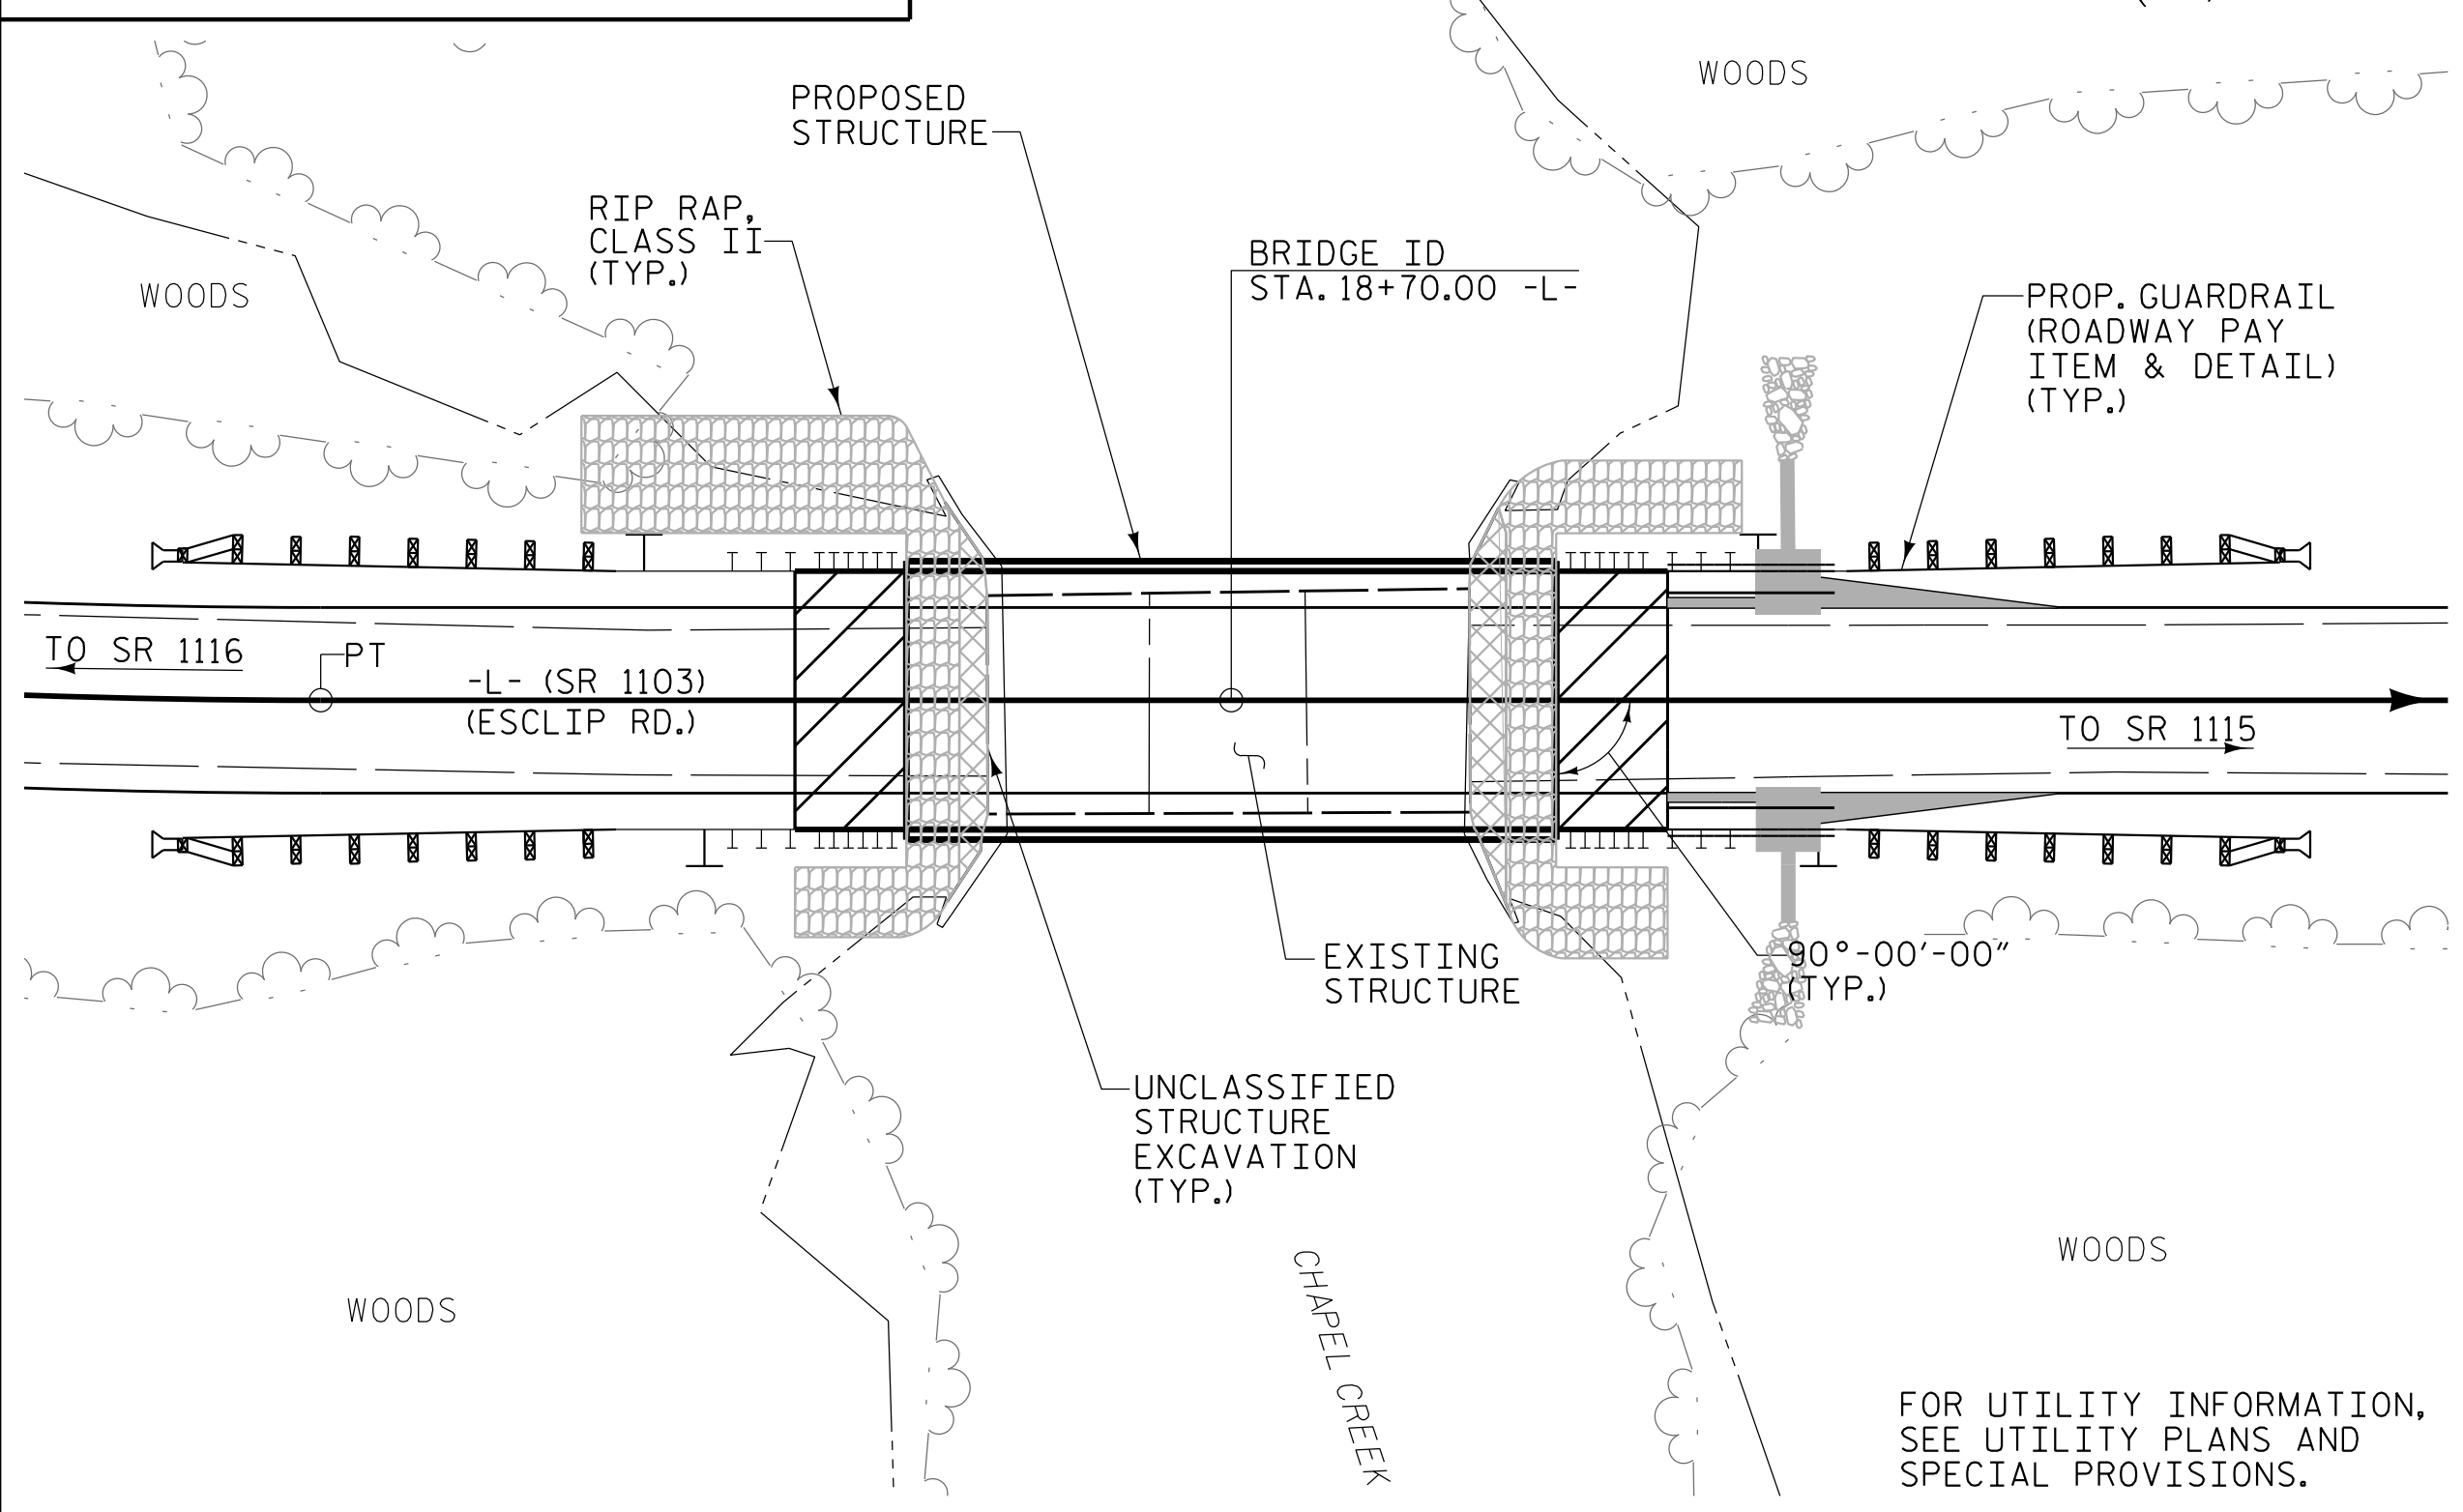 WOODS
PROPOSED
STRUCTURE
RIP RAP,
CLASS II
(TYP.)
BRIDGE ID
STA. 18+70.00 -L-
WOODS
PROP. GUARDRAIL
(ROADWAY PAY
ITEM & DETAIL)
(TYP.)
TO SR 1116
PT
-L- (SR 1103)
(ESCLIP RD.)
TO SR 1115
EXISTING
STRUCTURE
90°-00'-00"
(TYP.)
UNCLASSIFIED
STRUCTURE
EXCAVATION
(TYP.)
WOODS
WOODS
CHAPEL CREEK
FOR UTILITY INFORMATION,
SEE UTILITY PLANS AND
SPECIAL PROVISIONS.